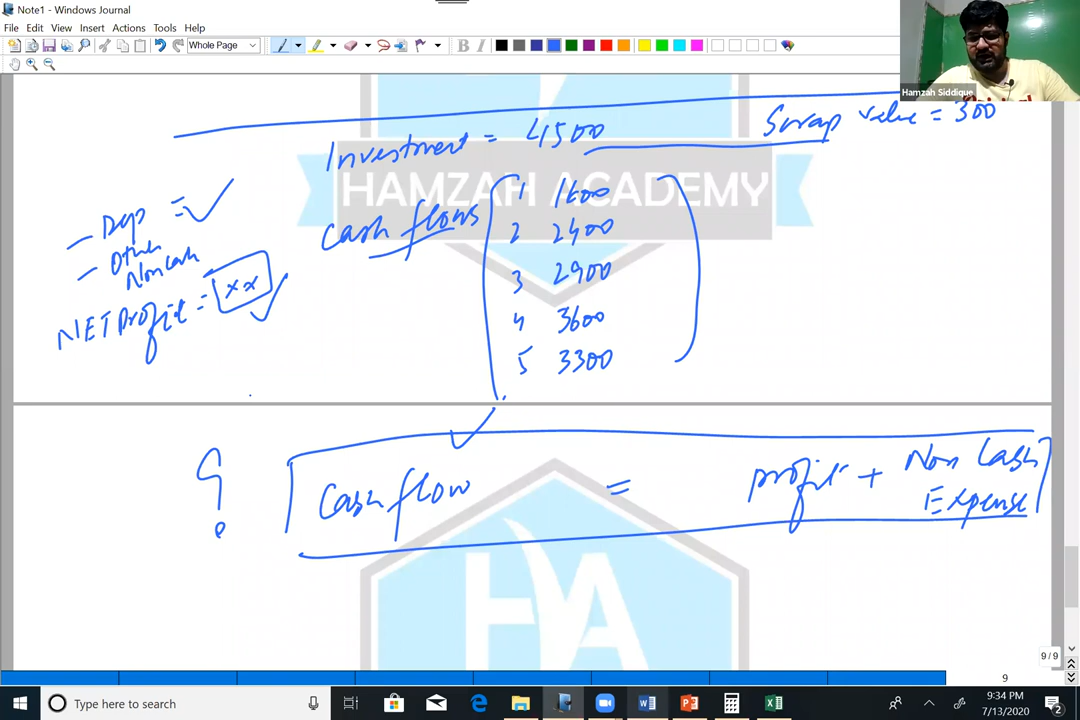 Note1 - Windows Journal
File Edit View Insert Actions Tools Help
Whole Page
Hamzah Siddique
Investment = 4500
Scrap value = 300
HAMZAH ACADEMY
Cash flows
1 1600
2 2400
3 2900
4 3600
5 3300
- Dep =
- Other
Noncash
NET Profit = xx
?
Cash flow = profit + Non Cash
Expense
HA
9/9
9
Type here to search
9:34 PM
7/13/2020
2